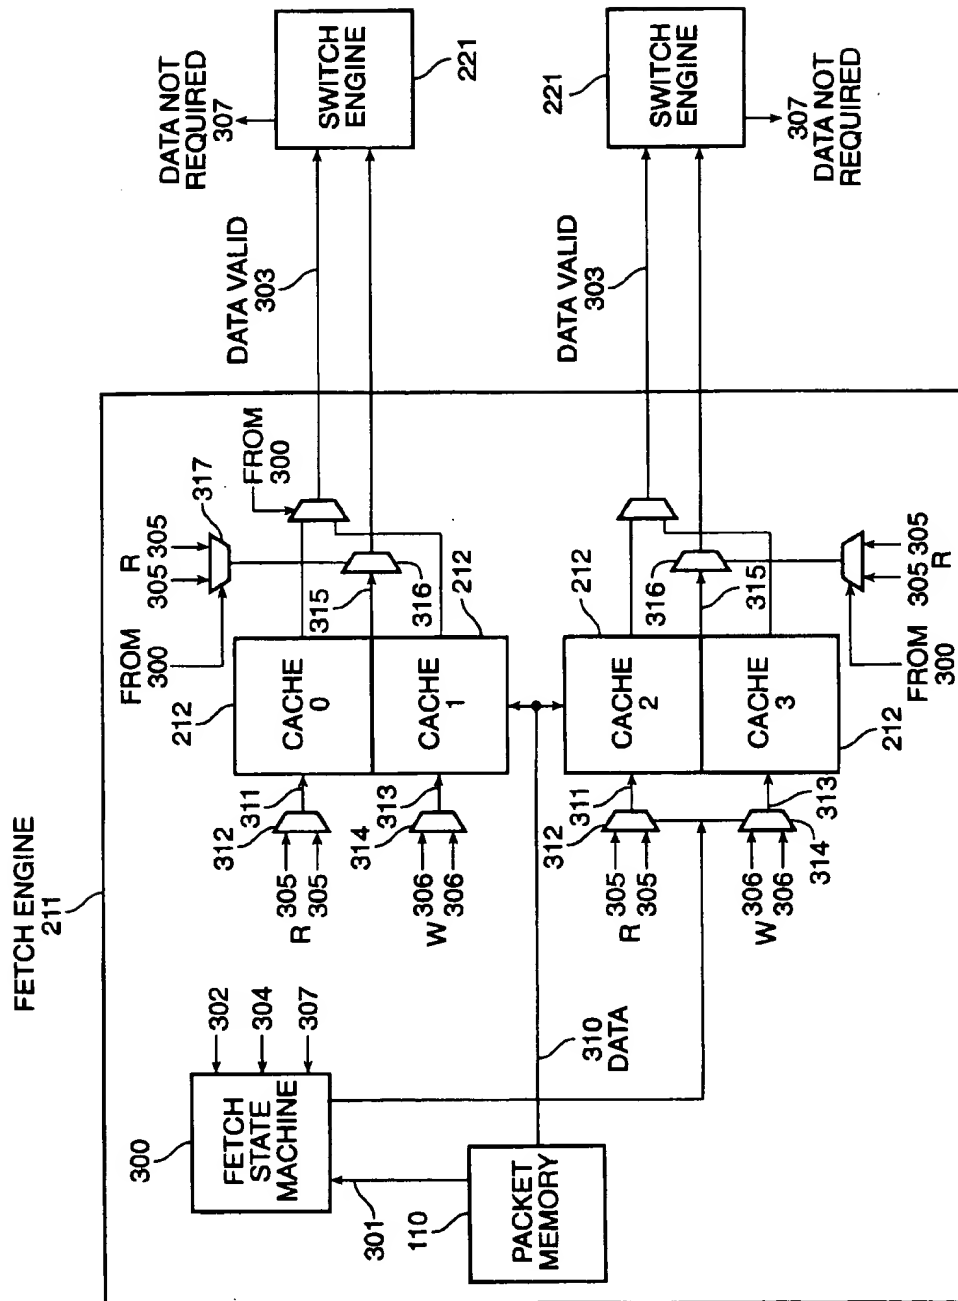 FETCH ENGINE
211
300
FETCH
STATE
MACHINE
302
304
307
301
110
PACKET
MEMORY
310
DATA
212
CACHE
0
311
312
305
305
R
CACHE
1
212
313
314
306
306
W
FROM
300
305
305
R
317
315
316
FROM
300
DATA VALID
303
DATA NOT
REQUIRED
307
SWITCH
ENGINE
221
212
CACHE
2
311
312
305
305
R
CACHE
3
212
313
314
306
306
W
316
315
FROM
300
305
305
R
DATA VALID
303
221
SWITCH
ENGINE
307
DATA NOT
REQUIRED